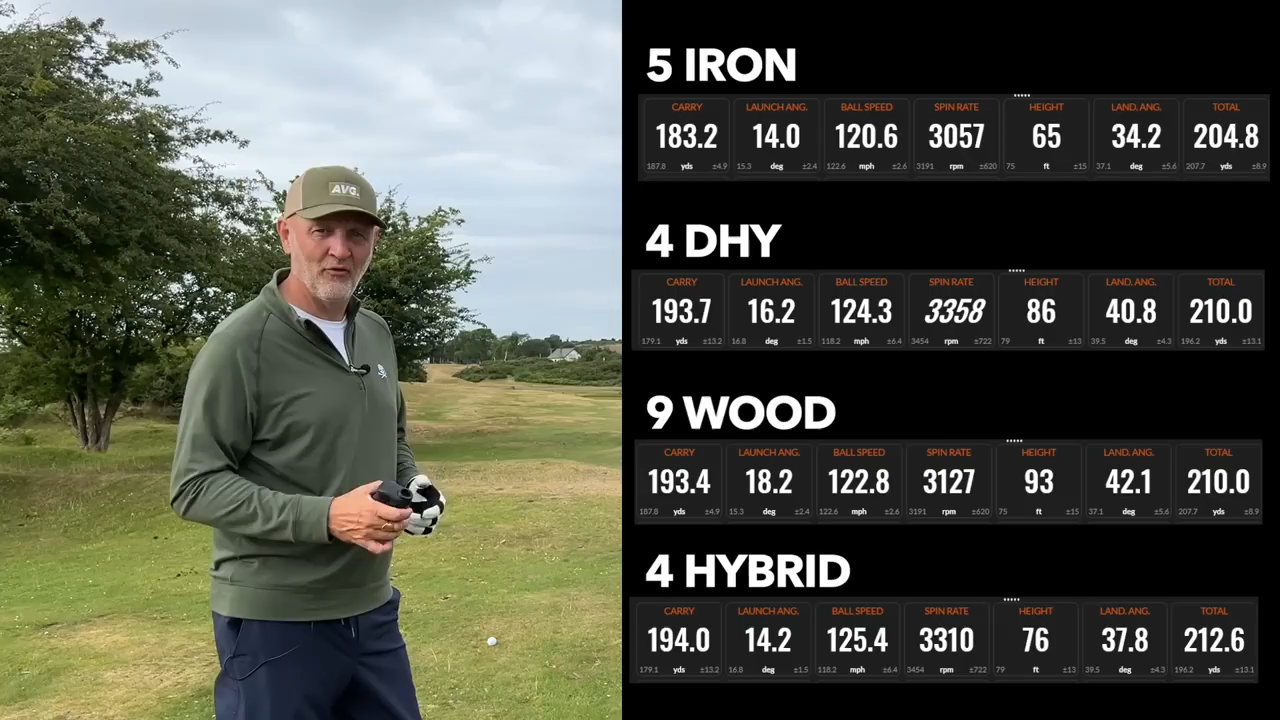 AVG.
5 IRON
CARRY LAUNCH ANG. BALL SPEED SPIN RATE HEIGHT LAND. ANG. TOTAL
183.2 14.0 120.6 3057 65 34.2 204.8
187.8 yds ±4.9 15.3 deg ±2.4 122.6 mph ±2.6 3191 rpm ±620 75 ft ±15 37.1 deg ±5.6 207.7 yds ±8.9
4 DHY
CARRY LAUNCH ANG. BALL SPEED SPIN RATE HEIGHT LAND. ANG. TOTAL
193.7 16.2 124.3 3358 86 40.8 210.0
179.1 yds ±13.2 16.8 deg ±1.5 118.2 mph ±6.4 3454 rpm ±722 79 ft ±13 39.5 deg ±4.3 196.2 yds ±13.1
9 WOOD
CARRY LAUNCH ANG. BALL SPEED SPIN RATE HEIGHT LAND. ANG. TOTAL
193.4 18.2 122.8 3127 93 42.1 210.0
187.8 yds ±4.9 15.3 deg ±2.4 122.6 mph ±2.6 3191 rpm ±620 75 ft ±15 37.1 deg ±5.6 207.7 yds ±8.9
4 HYBRID
CARRY LAUNCH ANG. BALL SPEED SPIN RATE HEIGHT LAND. ANG. TOTAL
194.0 14.2 125.4 3310 76 37.8 212.6
179.1 yds ±13.2 16.8 deg ±1.5 118.2 mph ±6.4 3454 rpm ±722 79 ft ±13 39.5 deg ±4.3 196.2 yds ±13.1